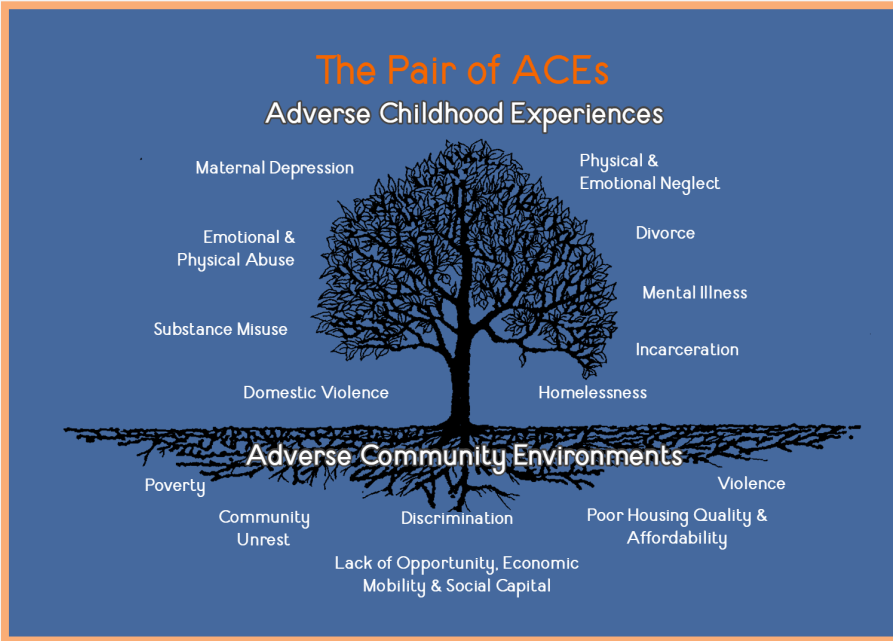 The Pair of ACEs
Adverse Childhood Experiences
Maternal Depression
Physical &
Emotional Neglect
Emotional &
Physical Abuse
Divorce
Mental Illness
Substance Misuse
Incarceration
Domestic Violence
Homelessness
Adverse Community Environments
Poverty
Violence
Community
Unrest
Discrimination
Poor Housing Quality &
Affordability
Lack of Opportunity, Economic
Mobility & Social Capital